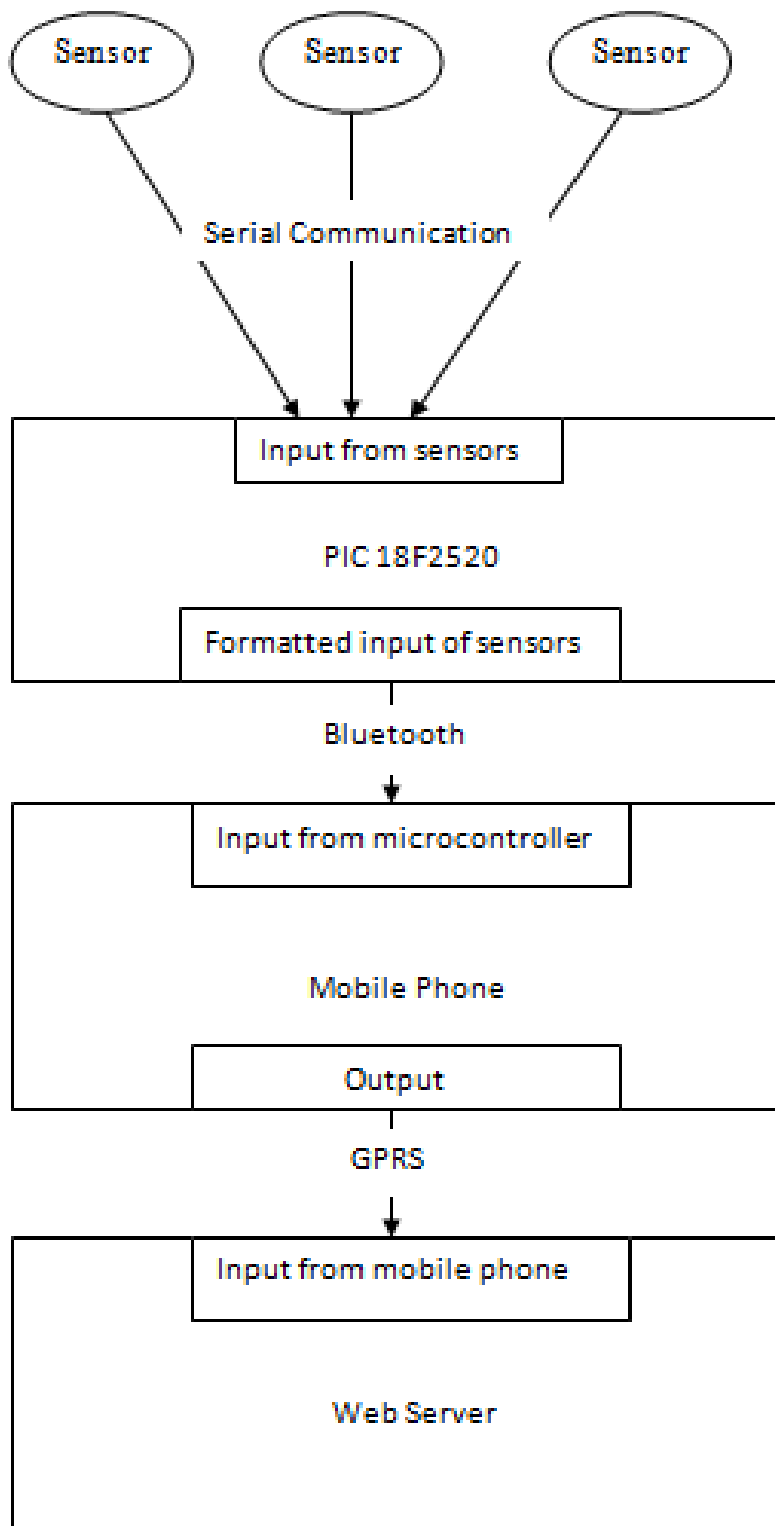 Sensor
Sensor
Sensor
Serial Communication
Input from sensors
PIC 18F2520
Formatted input of sensors
Bluetooth
Input from microcontroller
Mobile Phone
Output
GPRS
Input from mobile phone
Web Server